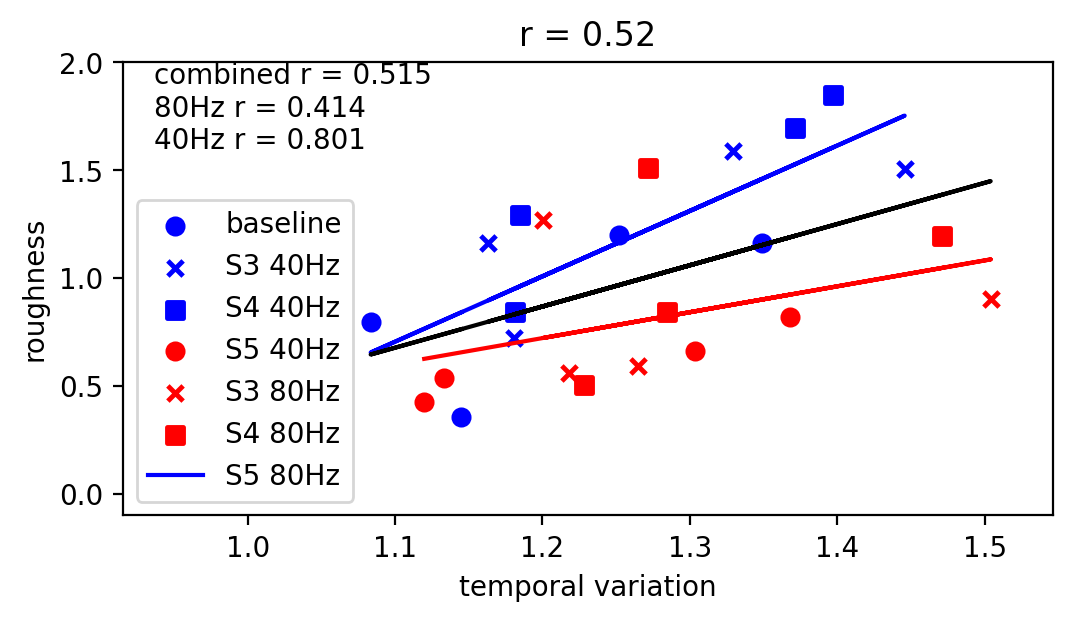 r = 0.52
combined r = 0.515
80Hz r = 0.414
40Hz r = 0.801
baseline
S3 40Hz
S4 40Hz
S5 40Hz
S3 80Hz
S4 80Hz
S5 80Hz
roughness
2.0
1.5
1.0
0.5
0.0
1.0 1.1 1.2 1.3 1.4 1.5
temporal variation